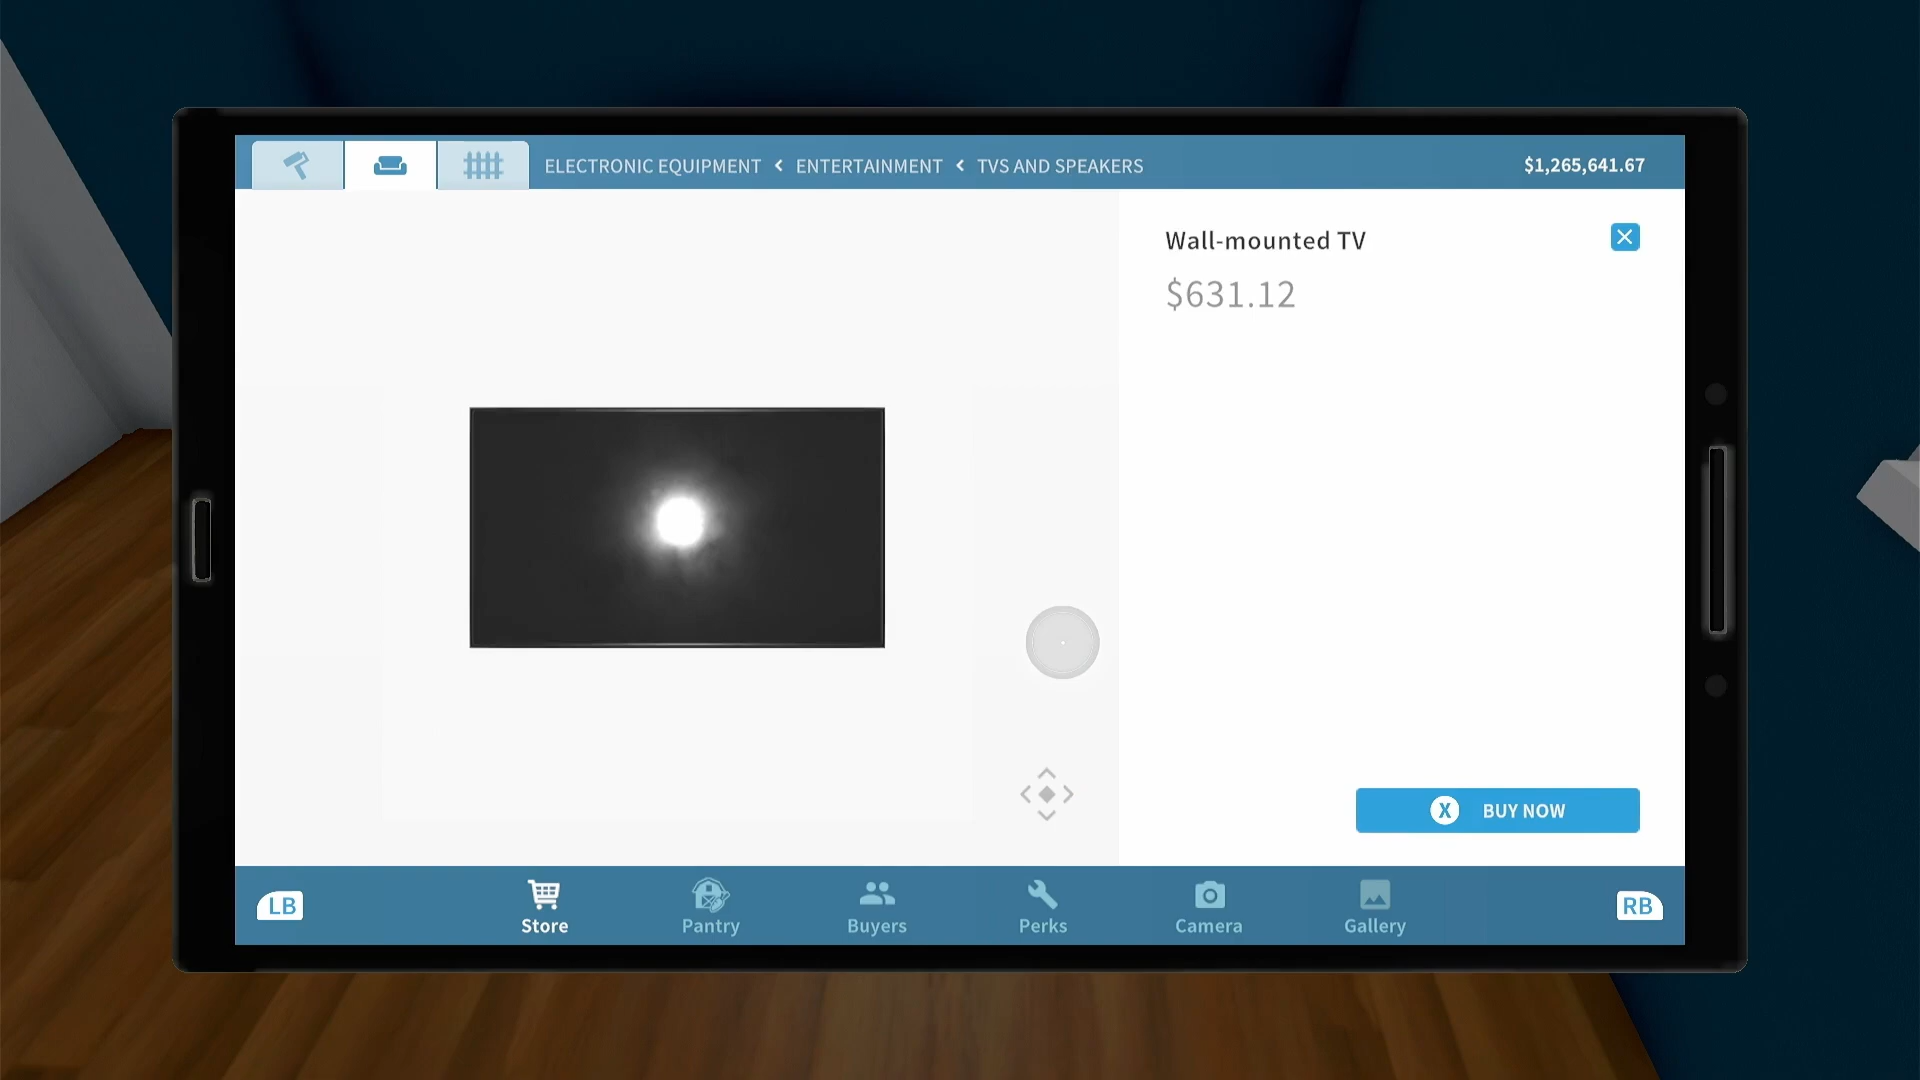 ELECTRONIC EQUIPMENT < ENTERTAINMENT < TVS AND SPEAKERS
$1,265,641.67
Wall-mounted TV
$631.12
X BUY NOW
LB
Store
Pantry
Buyers
Perks
Camera
Gallery
RB